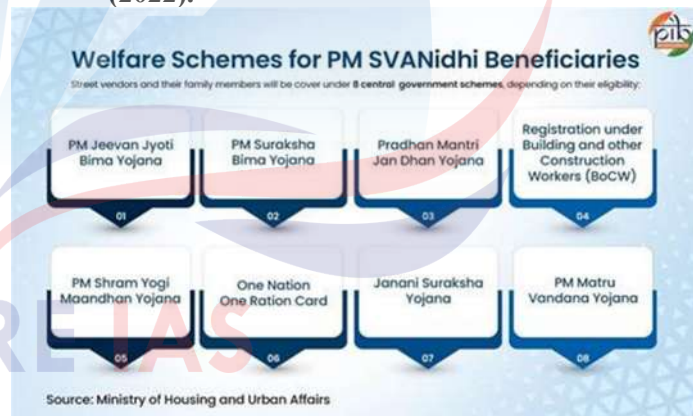 (2022).
pib
Welfare Schemes for PM SVANidhi Beneficiaries
Street vendors and their family members will be cover under 8 central government schemes, depending on their eligibility:
PM Jeevan Jyoti
Bima Yojana
01
PM Suraksha
Bima Yojana
02
Pradhan Mantri
Jan Dhan Yojana
03
Registration under
Building and other
Construction
Workers (BoCW)
04
PM Shram Yogi
Maandhan Yojana
05
One Nation
One Ration Card
06
Janani Suraksha
Yojana
07
PM Matru
Vandana Yojana
08
RE IAS
Source: Ministry of Housing and Urban Affairs